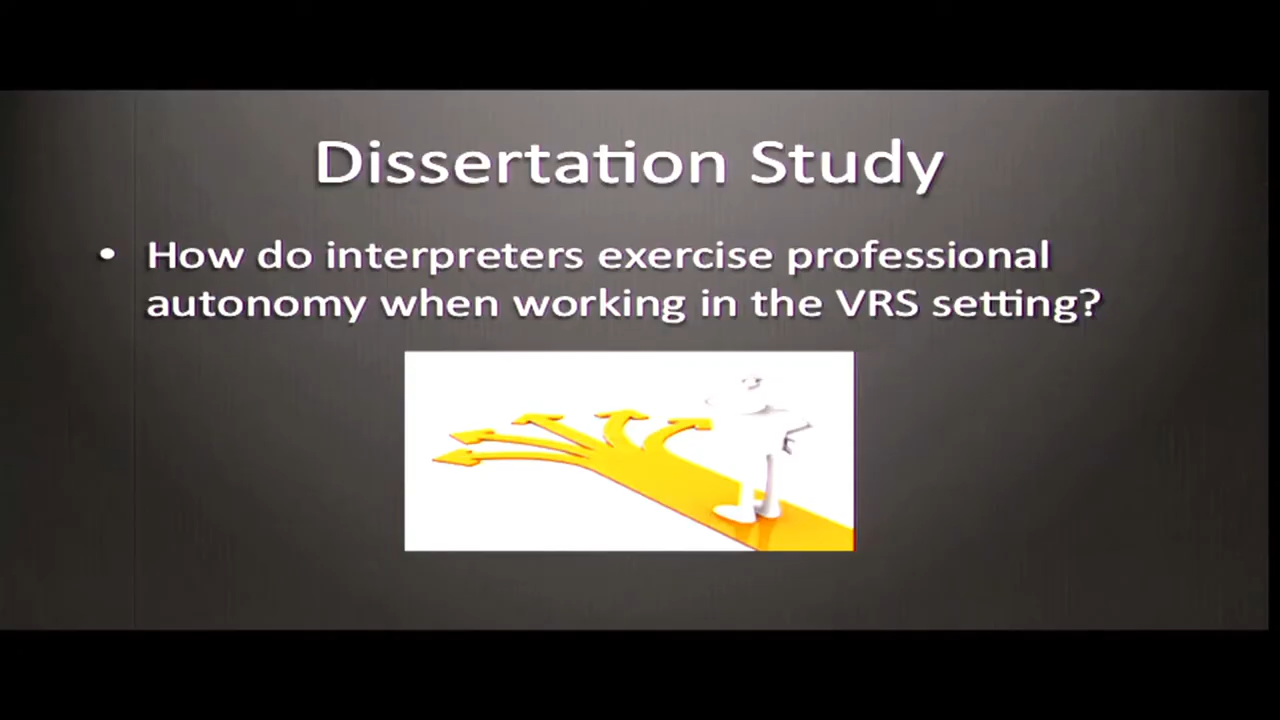 Dissertation Study
• How do interpreters exercise professional
autonomy when working in the VRS setting?